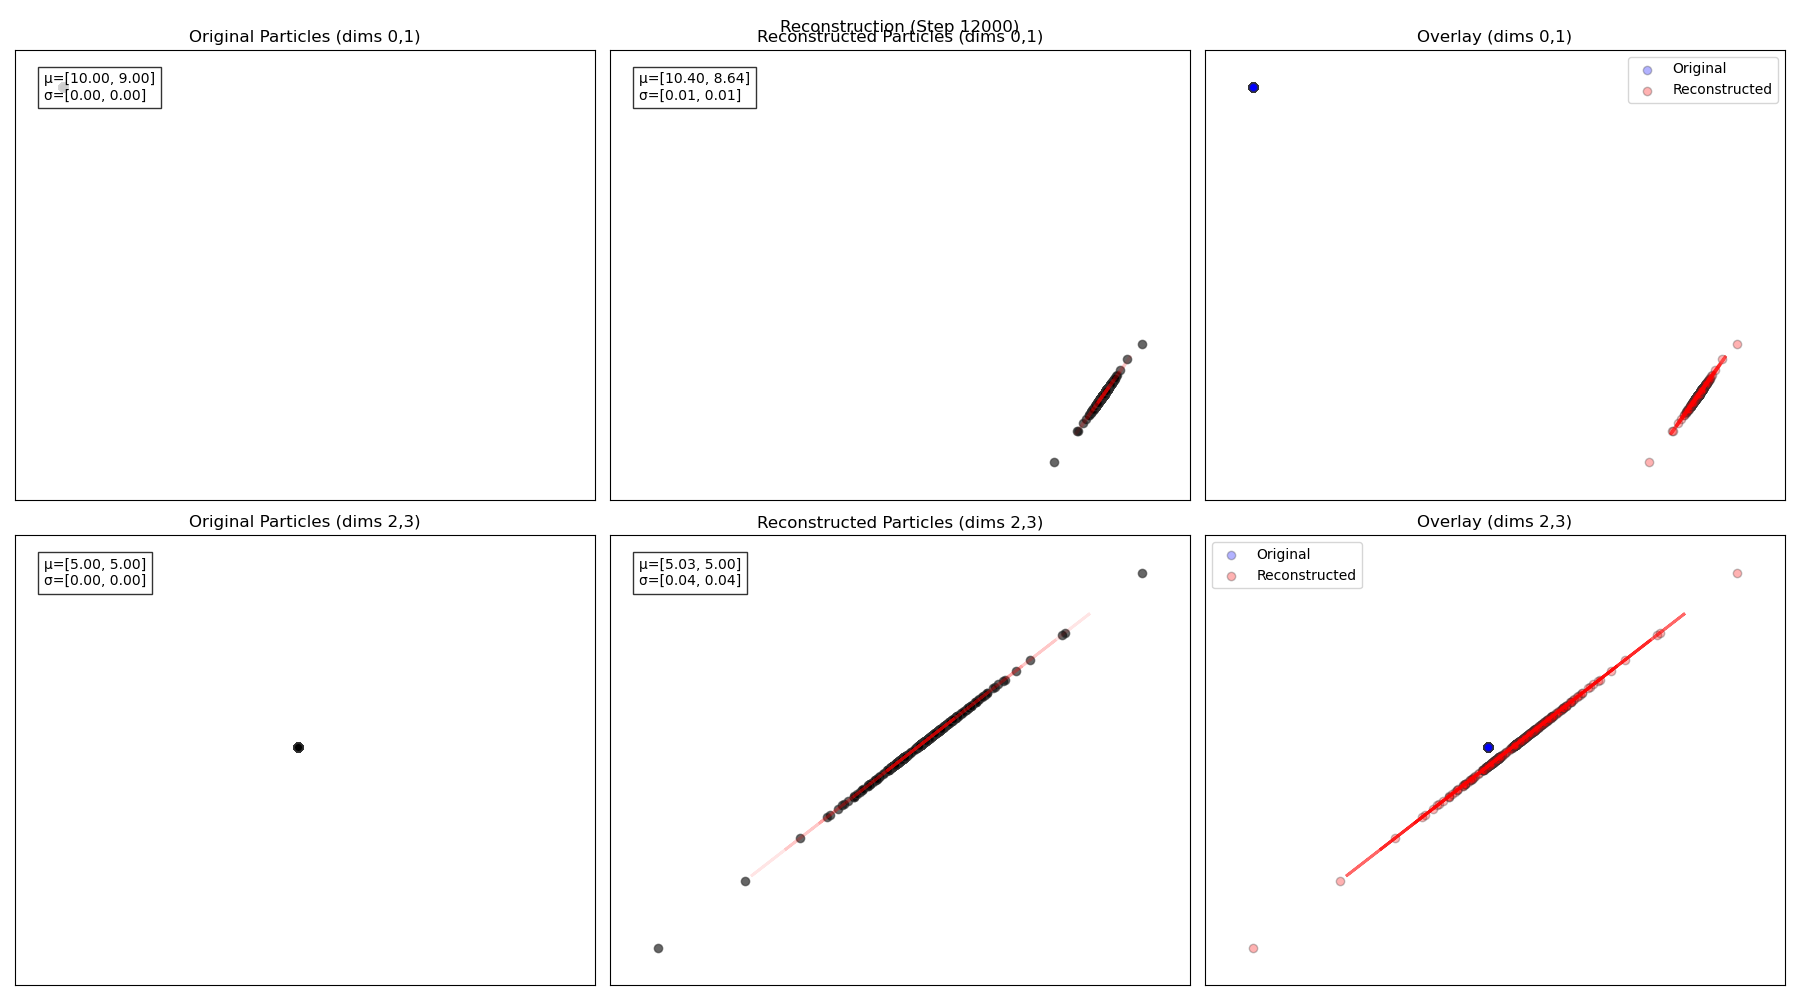 Reconstruction (Step 12000)
Original Particles (dims 0,1)
Reconstructed Particles (dims 0,1)
Overlay (dims 0,1)
μ=[10.00, 9.00]
σ=[0.00, 0.00]
μ=[10.40, 8.64]
σ=[0.01, 0.01]
Original
Reconstructed
Original Particles (dims 2,3)
Reconstructed Particles (dims 2,3)
Overlay (dims 2,3)
μ=[5.00, 5.00]
σ=[0.00, 0.00]
μ=[5.03, 5.00]
σ=[0.04, 0.04]
Original
Reconstructed